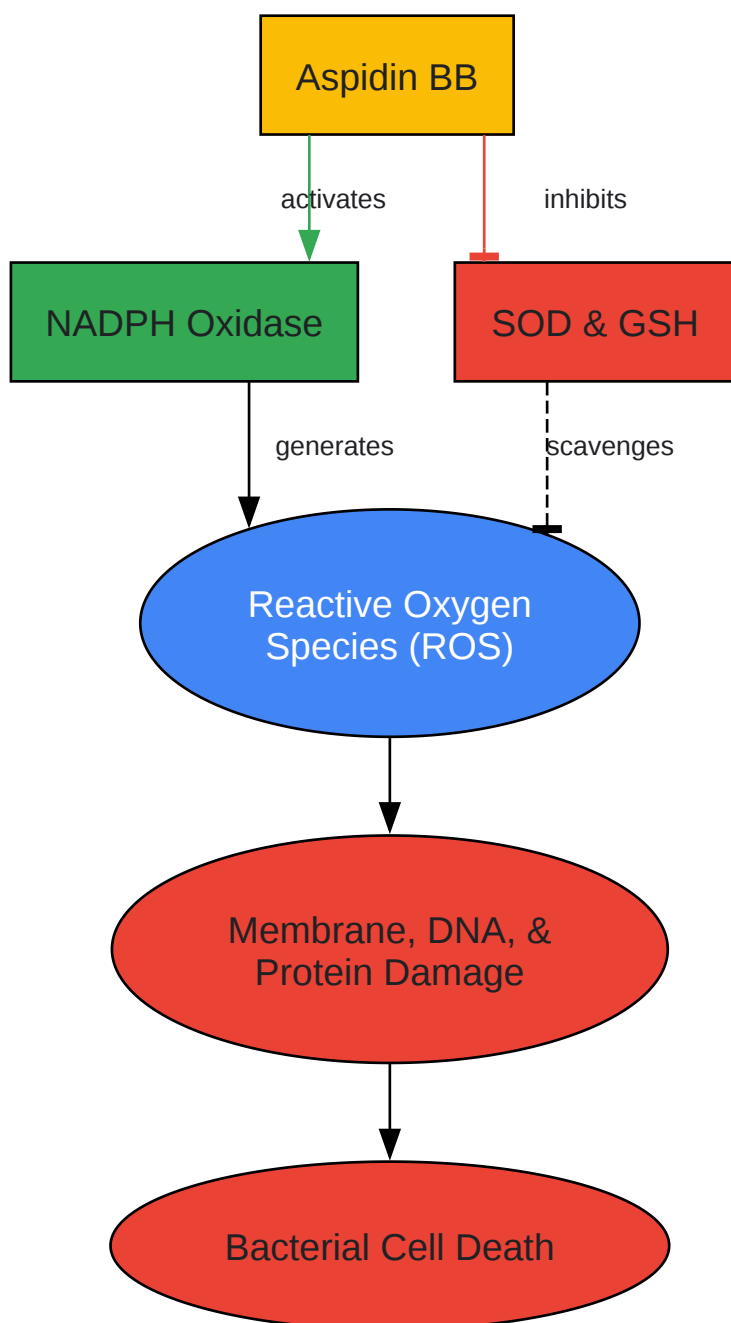 Aspidin BB
activates
inhibits
NADPH Oxidase
SOD & GSH
generates
scavenges
Reactive Oxygen
Species (ROS)
Membrane, DNA, &
Protein Damage
Bacterial Cell Death